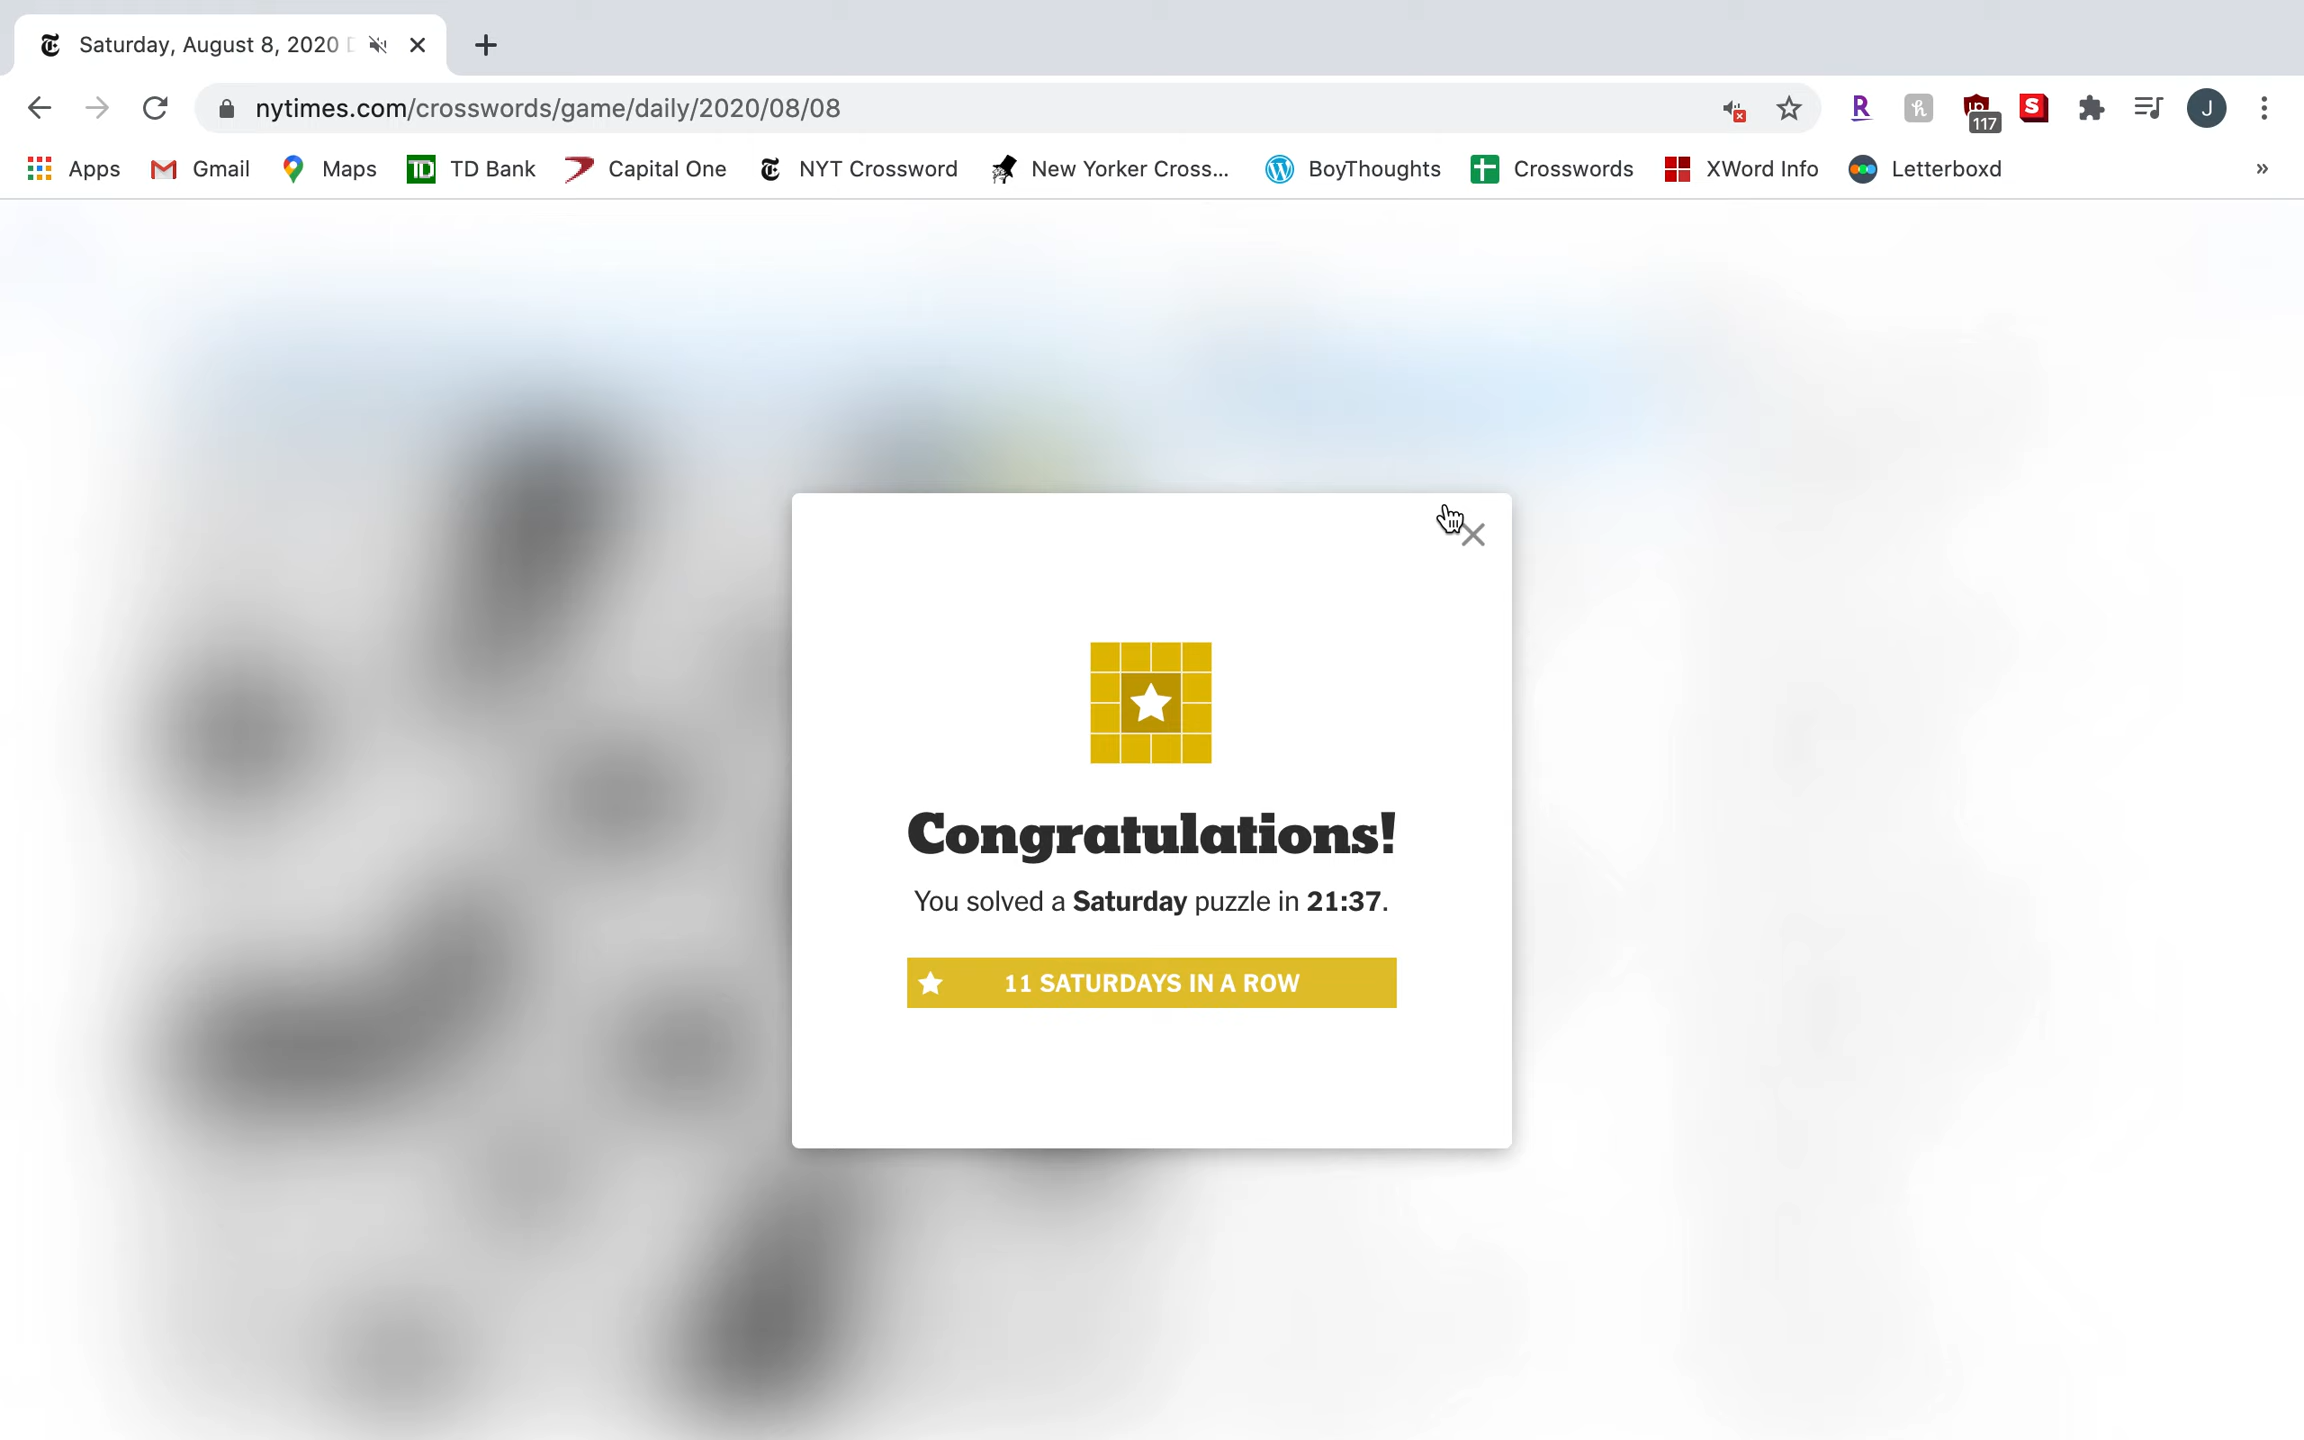 Saturday, August 8, 2020
nytimes.com/crosswords/game/daily/2020/08/08
R
h
117
S
J
Apps
Gmail
Maps
TD
TD Bank
Capital One
NYT Crossword
New Yorker Cross...
BoyThoughts
Crosswords
XWord Info
Letterboxd
»
Congratulations!
You solved a Saturday puzzle in 21:37.
11 SATURDAYS IN A ROW